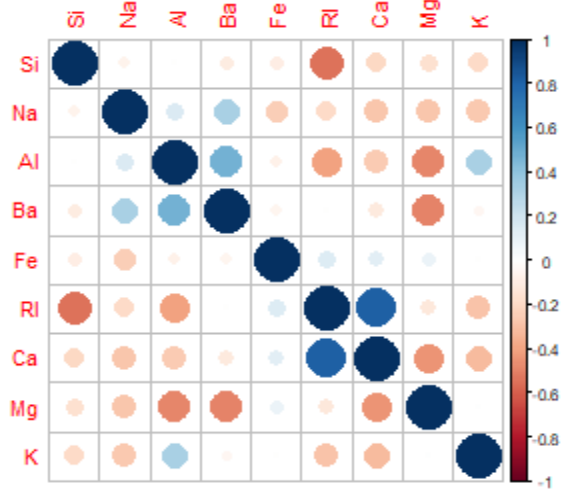 Si Na Al Ba Fe RI Ca Mg K
Si
Na
Al
Ba
Fe
RI
Ca
Mg
K
1
0.8
0.6
0.4
0.2
0
-0.2
-0.4
-0.6
-0.8
-1